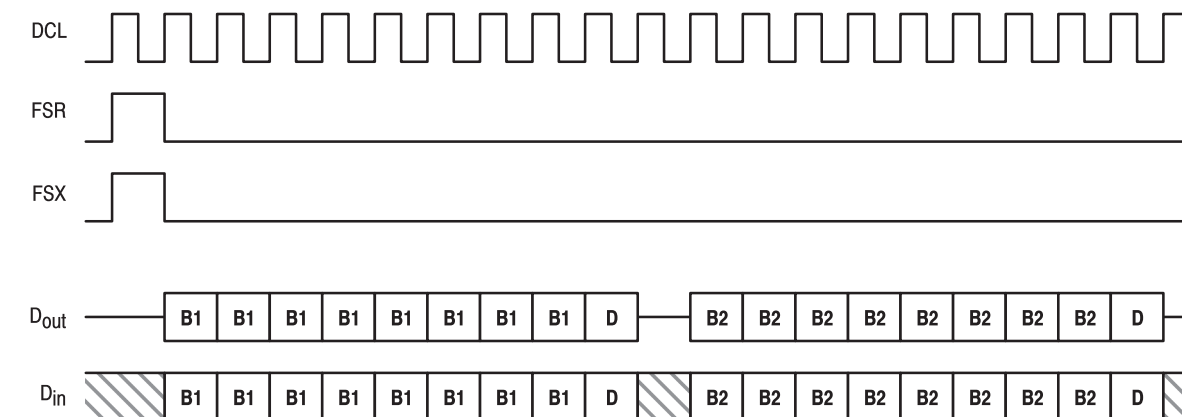 DCL
FSR
FSX
Dout B1 B1 B1 B1 B1 B1 B1 B1 D B2 B2 B2 B2 B2 B2 B2 B2 D
Din B1 B1 B1 B1 B1 B1 B1 B1 D B2 B2 B2 B2 B2 B2 B2 B2 D